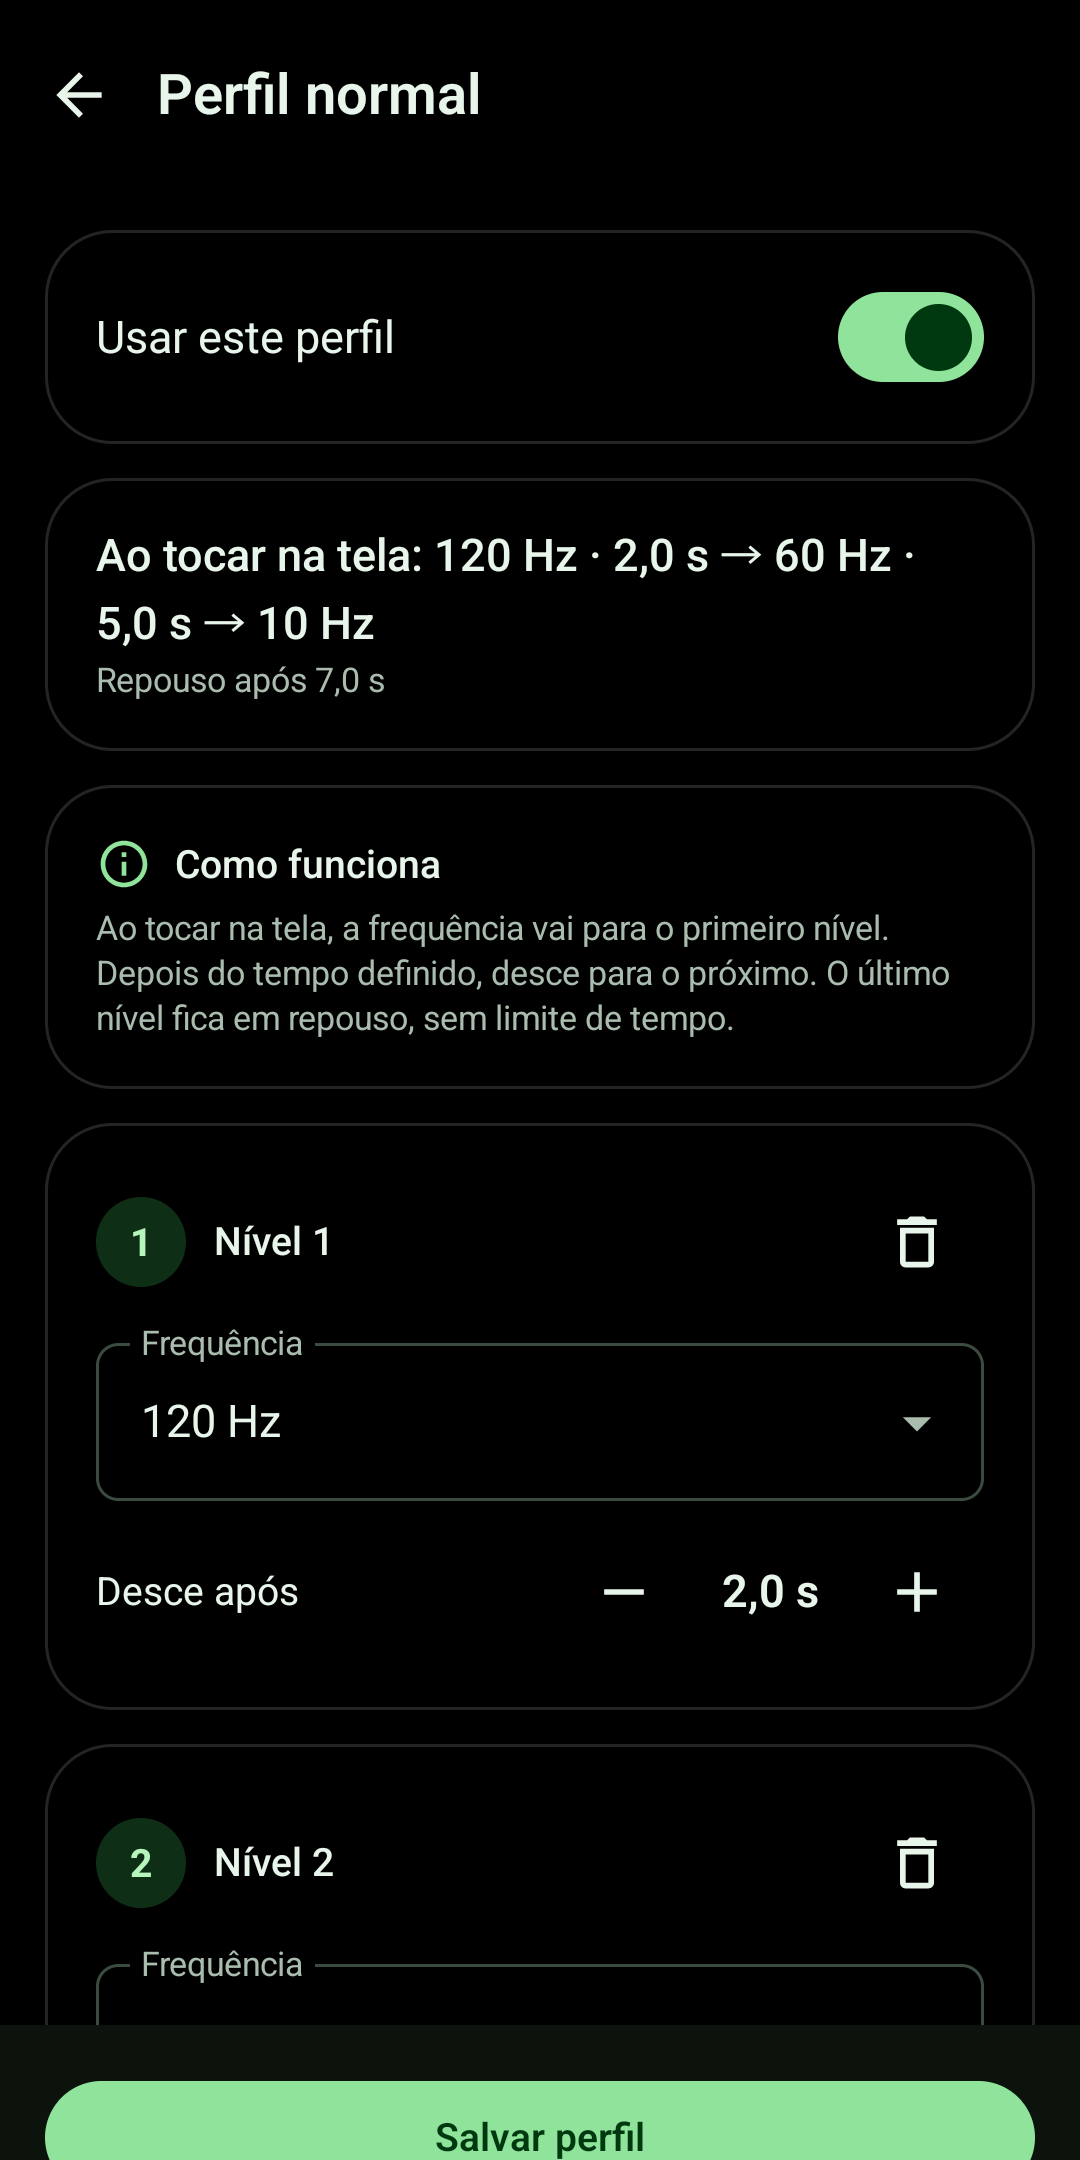 Perfil normal
Usar este perfil
Ao tocar na tela: 120 Hz · 2,0 s → 60 Hz ·
5,0 s → 10 Hz
Repouso após 7,0 s
Como funciona
Ao tocar na tela, a frequência vai para o primeiro nível.
Depois do tempo definido, desce para o próximo. O último
nível fica em repouso, sem limite de tempo.
1 Nível 1
Frequência
120 Hz
Desce após — 2,0 s +
2 Nível 2
Frequência
Salvar perfil